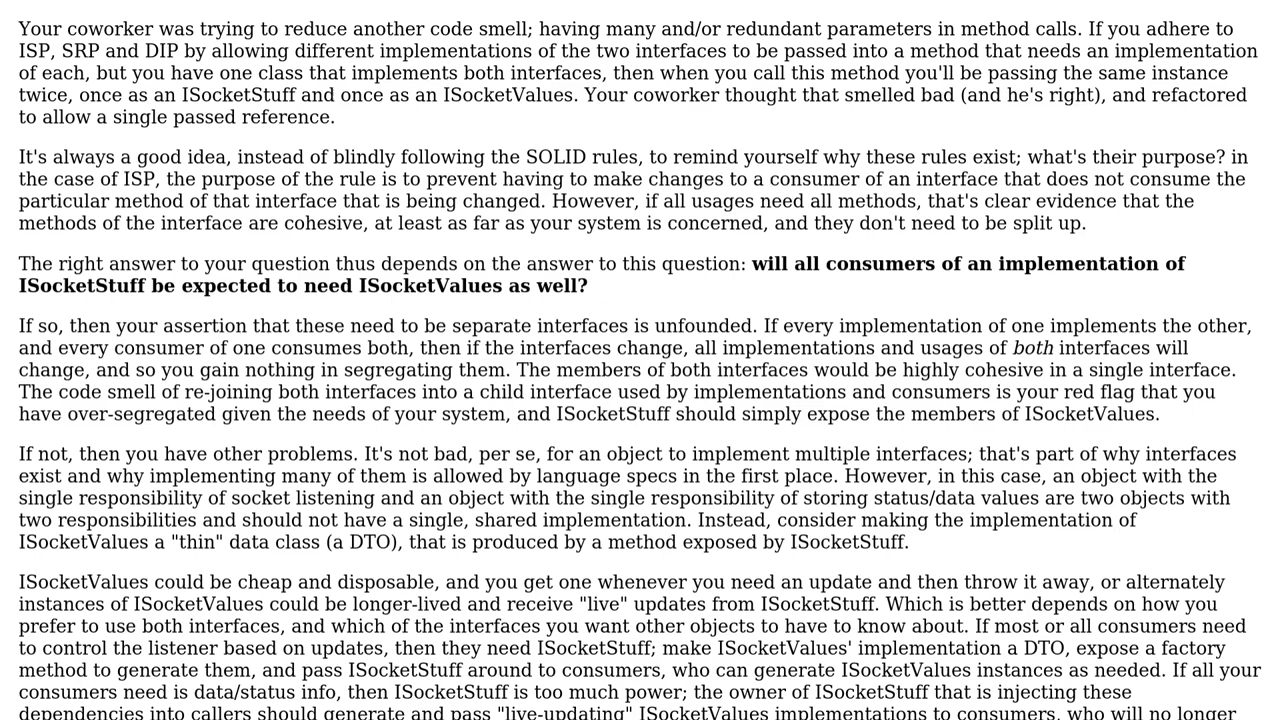 Your coworker was trying to reduce another code smell; having many and/or redundant parameters in method calls. If you adhere to
ISP, SRP and DIP by allowing different implementations of the two interfaces to be passed into a method that needs an implementation
of each, but you have one class that implements both interfaces, then when you call this method you'll be passing the same instance
twice, once as an ISocketStuff and once as an ISocketValues. Your coworker thought that smelled bad (and he's right), and refactored
to allow a single passed reference.
It's always a good idea, instead of blindly following the SOLID rules, to remind yourself why these rules exist; what's their purpose? in
the case of ISP, the purpose of the rule is to prevent having to make changes to a consumer of an interface that does not consume the
particular method of that interface that is being changed. However, if all usages need all methods, that's clear evidence that the
methods of the interface are cohesive, at least as far as your system is concerned, and they don't need to be split up.
The right answer to your question thus depends on the answer to this question: will all consumers of an implementation of
ISocketStuff be expected to need ISocketValues as well?
If so, then your assertion that these need to be separate interfaces is unfounded. If every implementation of one implements the other,
and every consumer of one consumes both, then if the interfaces change, all implementations and usages of both interfaces will
change, and so you gain nothing in segregating them. The members of both interfaces would be highly cohesive in a single interface.
The code smell of re-joining both interfaces into a child interface used by implementations and consumers is your red flag that you
have over-segregated given the needs of your system, and ISocketStuff should simply expose the members of ISocketValues.
If not, then you have other problems. It's not bad, per se, for an object to implement multiple interfaces; that's part of why interfaces
exist and why implementing many of them is allowed by language specs in the first place. However, in this case, an object with the
single responsibility of socket listening and an object with the single responsibility of storing status/data values are two objects with
two responsibilities and should not have a single, shared implementation. Instead, consider making the implementation of
ISocketValues a "thin" data class (a DTO), that is produced by a method exposed by ISocketStuff.
ISocketValues could be cheap and disposable, and you get one whenever you need an update and then throw it away, or alternately
instances of ISocketValues could be longer-lived and receive "live" updates from ISocketStuff. Which is better depends on how you
prefer to use both interfaces, and which of the interfaces you want other objects to have to know about. If most or all consumers need
to control the listener based on updates, then they need ISocketStuff; make ISocketValues' implementation a DTO, expose a factory
method to generate them, and pass ISocketStuff around to consumers, who can generate ISocketValues instances as needed. If all your
consumers need is data/status info, then ISocketStuff is too much power; the owner of ISocketStuff that is injecting these
dependencies into callers should generate and pass "live-updating" ISocketValues implementations to consumers, who will no longer